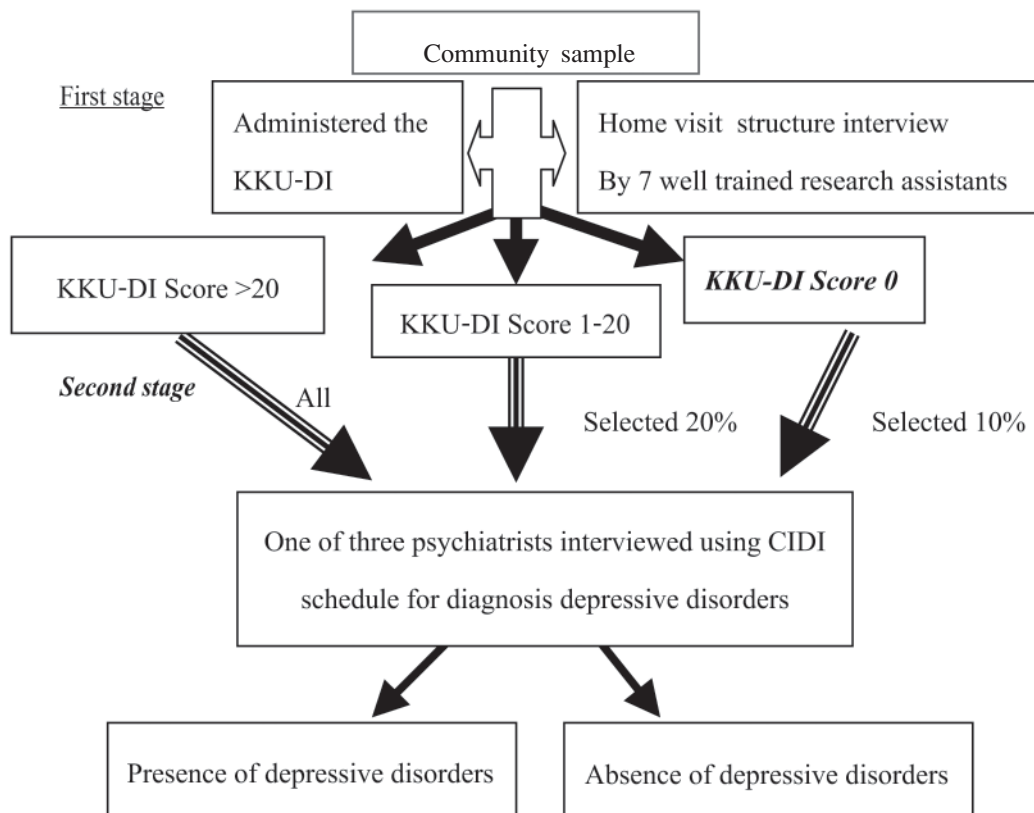 Community sample
First stage
Administered the
KKU-DI
Home visit structure interview
By 7 well trained research assistants
KKU-DI Score >20
KKU-DI Score 1-20
KKU-DI Score 0
Second stage
All
Selected 20%
Selected 10%
One of three psychiatrists interviewed using CIDI
schedule for diagnosis depressive disorders
Presence of depressive disorders
Absence of depressive disorders